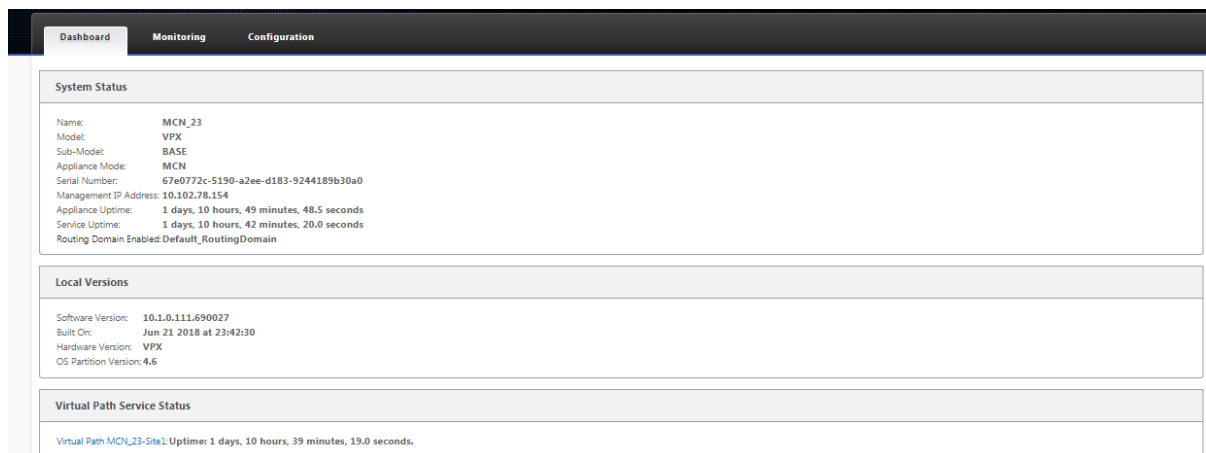 Dashboard Monitoring Configuration
System Status
Name: MCN_23
Model: VPX
Sub-Model: BASE
Appliance Mode: MCN
Serial Number: 67e0772c-5190-a2ee-d183-9244189b30a0
Management IP Address: 10.102.78.154
Appliance Uptime: 1 days, 10 hours, 49 minutes, 48.5 seconds
Service Uptime: 1 days, 10 hours, 42 minutes, 20.0 seconds
Routing Domain Enabled: Default_RoutingDomain
Local Versions
Software Version: 10.1.0.111.690027
Built On: Jun 21 2018 at 23:42:30
Hardware Version: VPX
OS Partition Version: 4.6
Virtual Path Service Status
Virtual Path MCN_23-Site1: Uptime: 1 days, 10 hours, 39 minutes, 19.0 seconds.